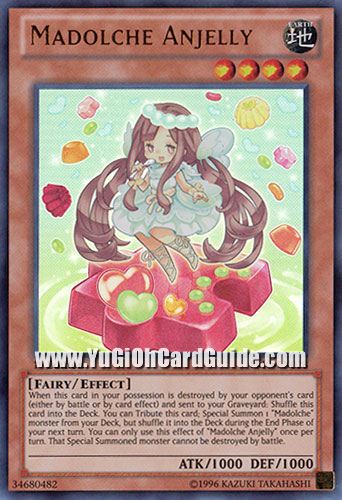 MADOLCHE ANJELLY
EARTH
地
www.YuGiOhCardGuide.com
[FAIRY/EFFECT]
When this card in your possession is destroyed by your opponent's card
(either by battle or by card effect) and sent to your Graveyard: Shuffle
this card into the Deck. You can Tribute this card; Special Summon 1 "Madolche"
monster from your Deck, but shuffle it into the Deck during the End Phase of
your next turn. You can only use this effect of "Madolche Anjelly" once
per turn. That Special Summoned monster cannot be destroyed by battle.
ATK/1000 DEF/1000
34680482
©1996 KAZUKI TAKAHASHI